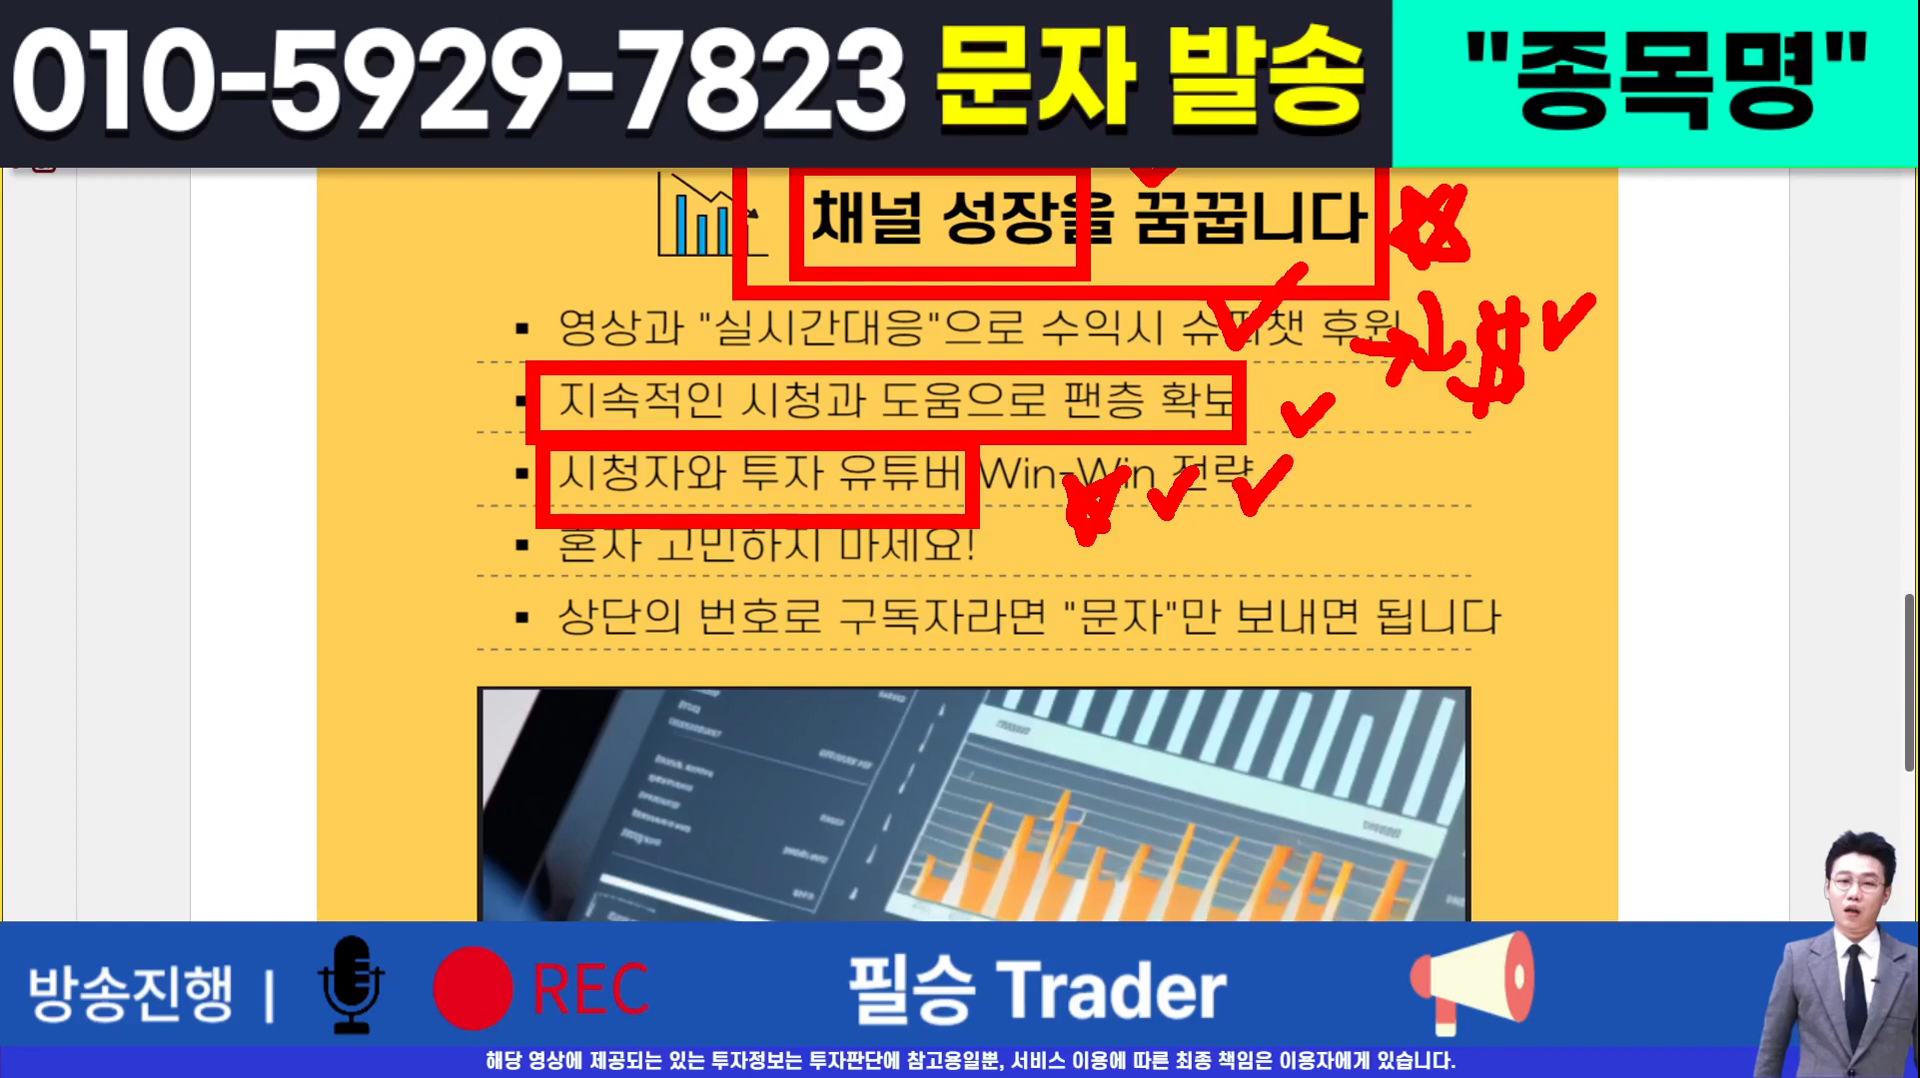 010-5929-7823 문자 발송 "종목명"
채널 성장을 꿈꿉니다
영상과 "실시간대응"으로 수익시 슈퍼챗 후원
지속적인 시청과 도움으로 팬층 확보
시청자와 투자 유튜버 Win-Win 전략
혼자 고민하지 마세요!
상단의 번호로 구독자라면 "문자"만 보내면 됩니다
방송진행 | REC 필승 Trader
해당 영상에 제공되는 있는 투자정보는 투자판단에 참고용일뿐, 서비스 이용에 따른 최종 책임은 이용자에게 있습니다.